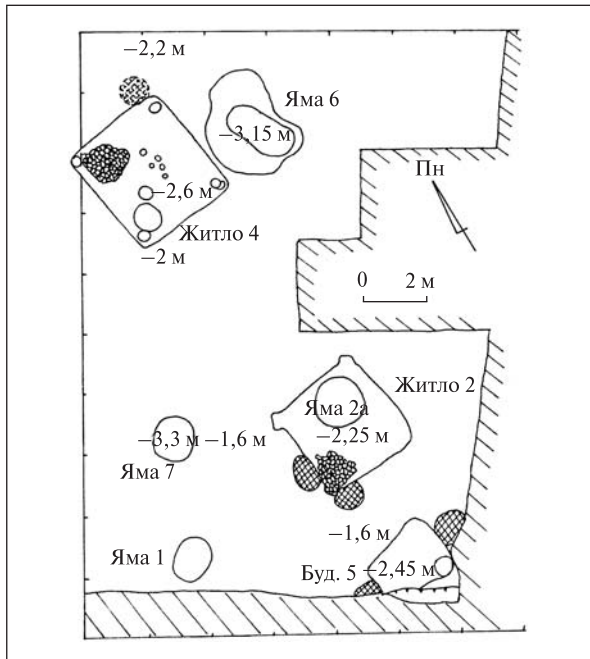 −2,2 м
Яма 6
−3,15 м
Пн
−2,6 м
Житло 4
−2 м
0 2 м
Житло 2
Яма 2а
−3,3 м −1,6 м
−2,25 м
Яма 7
−1,6 м
Яма 1
Буд. 5
−2,45 м